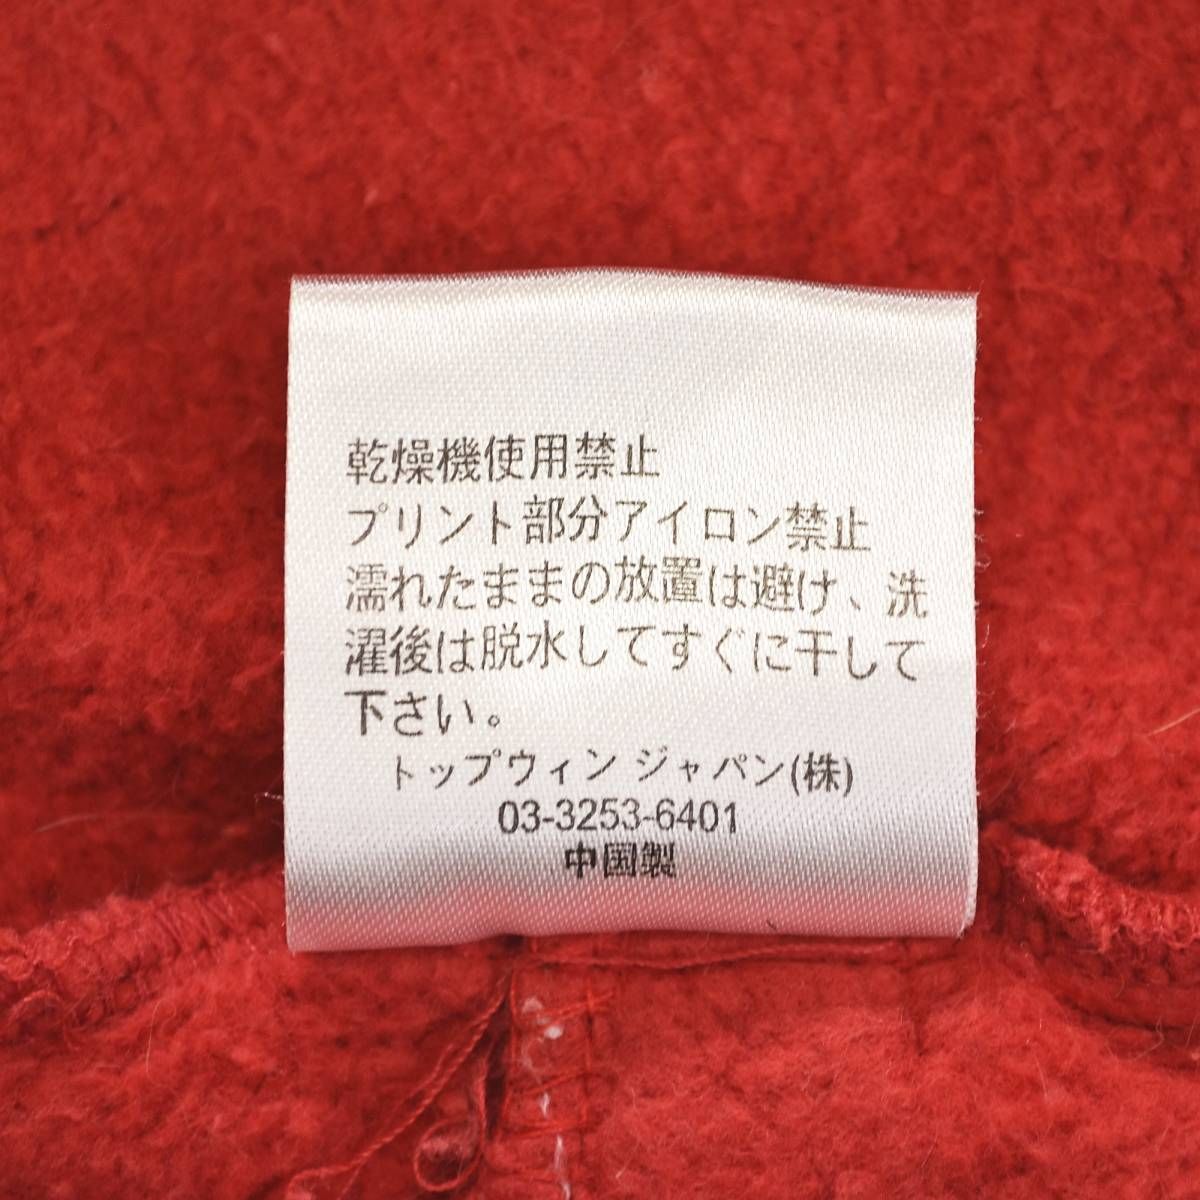 乾燥機使用禁止
プリント部分アイロン禁止
濡れたままの放置は避け、洗
濯後は脱水してすぐに干して
下さい。
トップウィン ジャパン(株)
03-3253-6401
中国製